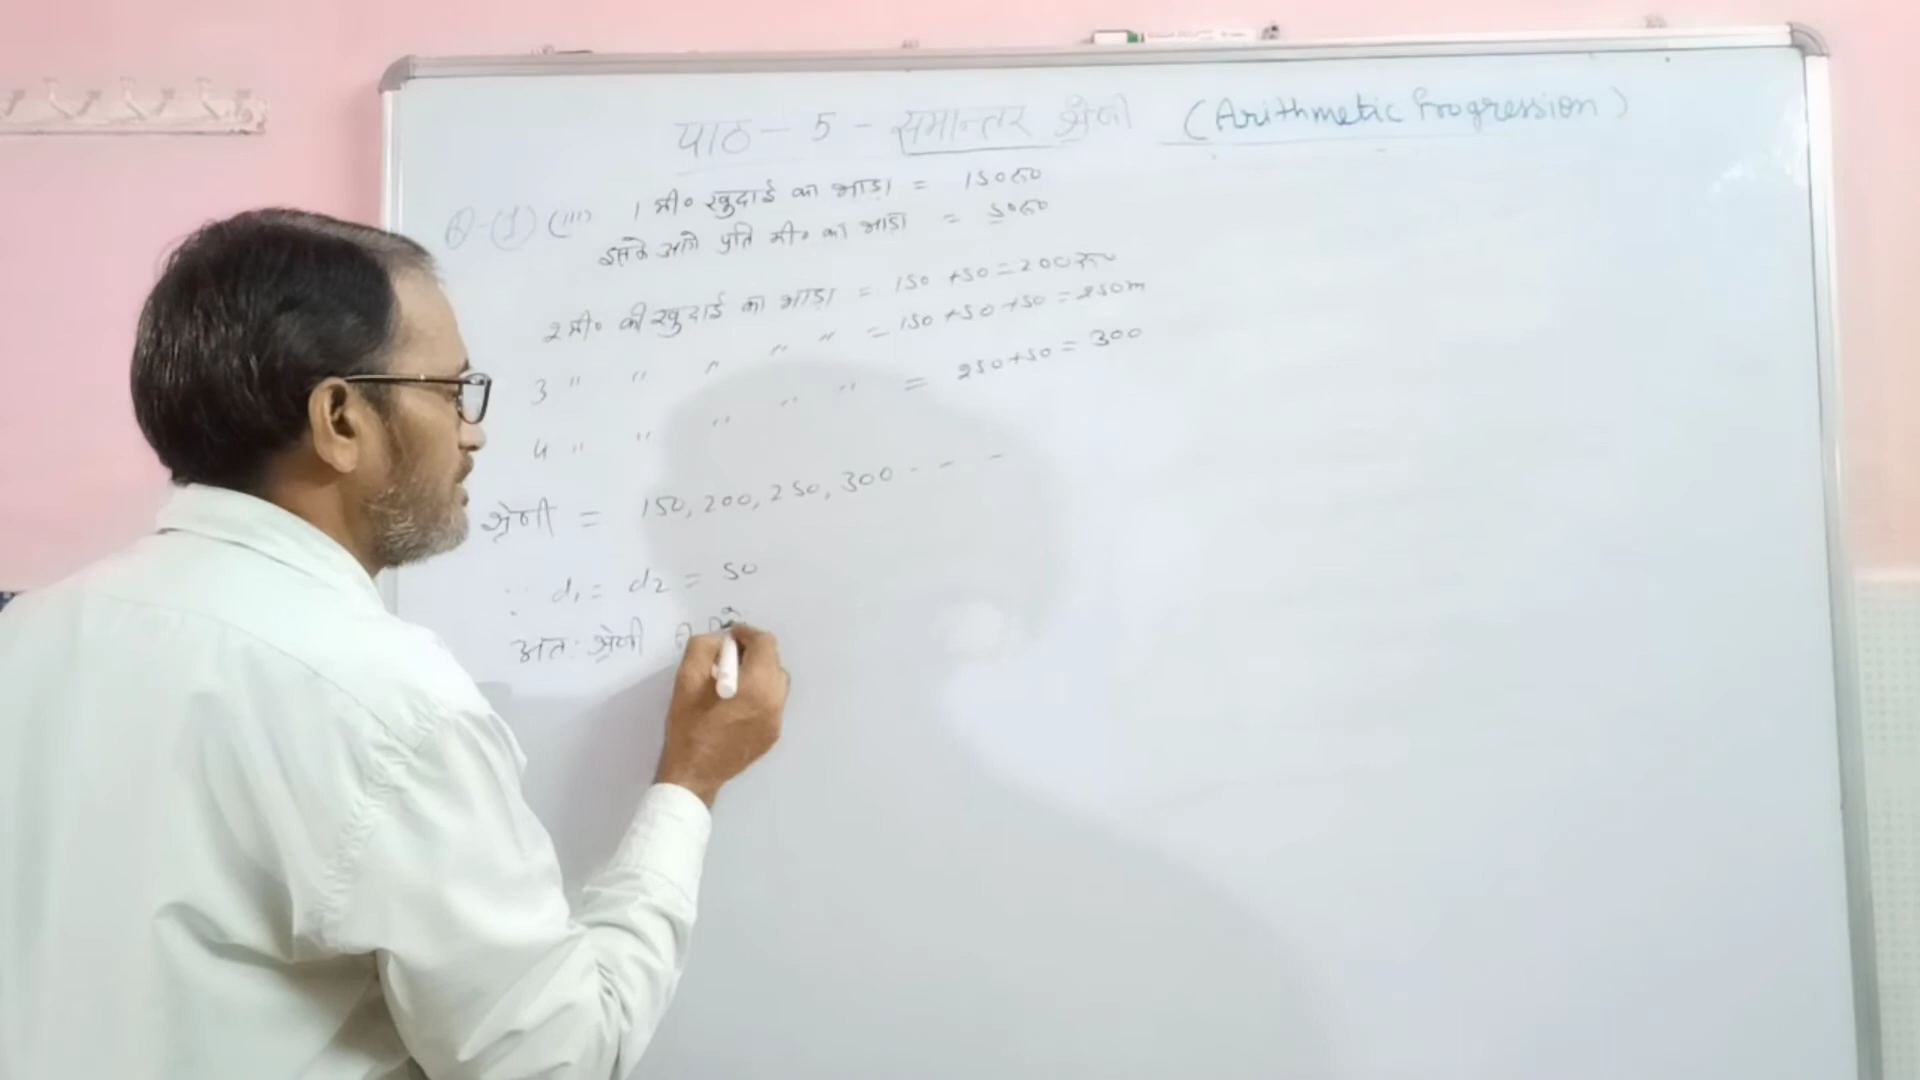 पाठ - 5 - समान्तर श्रेणी (Arithmetic Progression)
Q-(1) (iii) 1 मी० खुदाई का भाड़ा = 150रू०
इसके आगे प्रति मी० का भाड़ा = 50रू०
2 मी० की खुदाई का भाड़ा = 150 +50 = 200रू०
3 " " " " " = 150 +50 +50 = 250रू
4 " " " " " = 250+50 = 300
श्रेणी = 150, 200, 250, 300 - - -
∵ d₁ = d₂ = 50
अत: श्रेणी